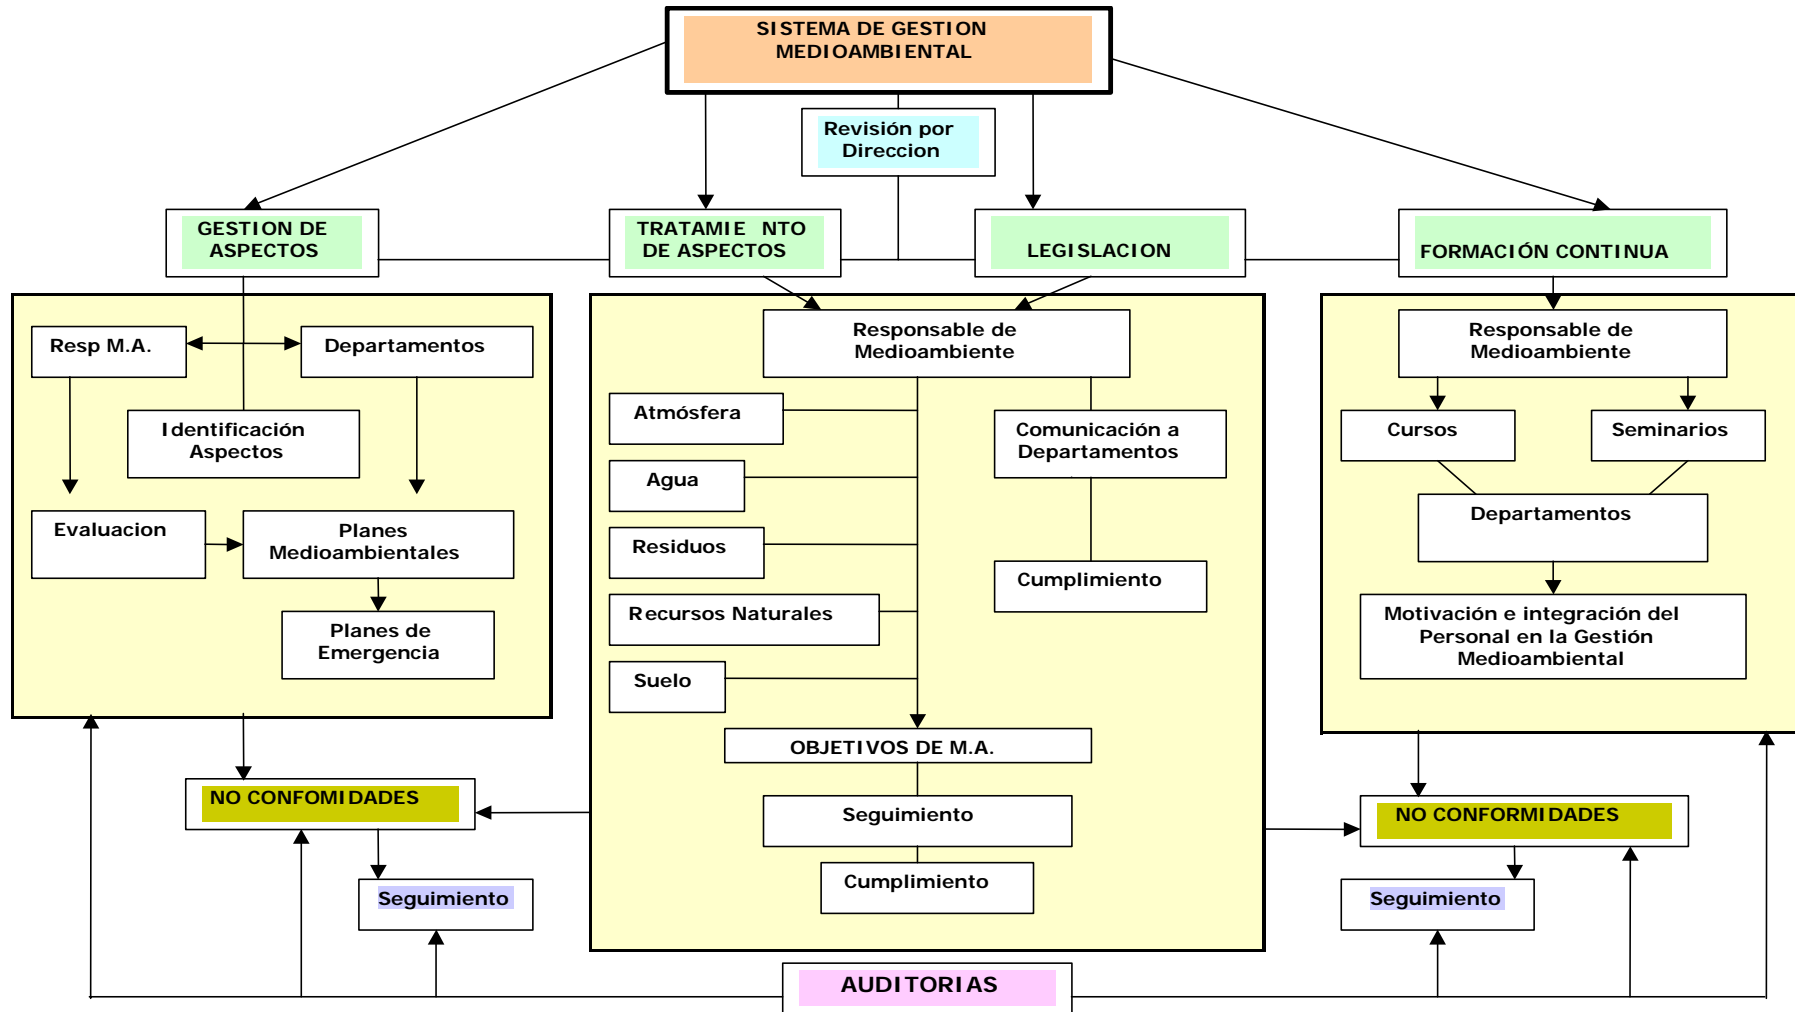 SISTEMA DE GESTION
MEDIOAMBIENTAL
Revisión por
Direccion
GESTION DE
ASPECTOS
TRATAMIE NTO
DE ASPECTOS
LEGISLACION
FORMACIÓN CONTINUA
Resp M.A.
Departamentos
Identificación
Aspectos
Evaluacion
Planes
Medioambientales
Planes de
Emergencia
Responsable de
Medioambiente
Atmósfera
Agua
Residuos
Recursos Naturales
Suelo
Comunicación a
Departamentos
Cumplimiento
OBJETIVOS DE M.A.
Seguimiento
Cumplimiento
Responsable de
Medioambiente
Cursos
Seminarios
Departamentos
Motivación e integración del
Personal en la Gestión
Medioambiental
NO CONFOMIDADES
Seguimiento
NO CONFORMIDADES
Seguimiento
AUDITORIAS